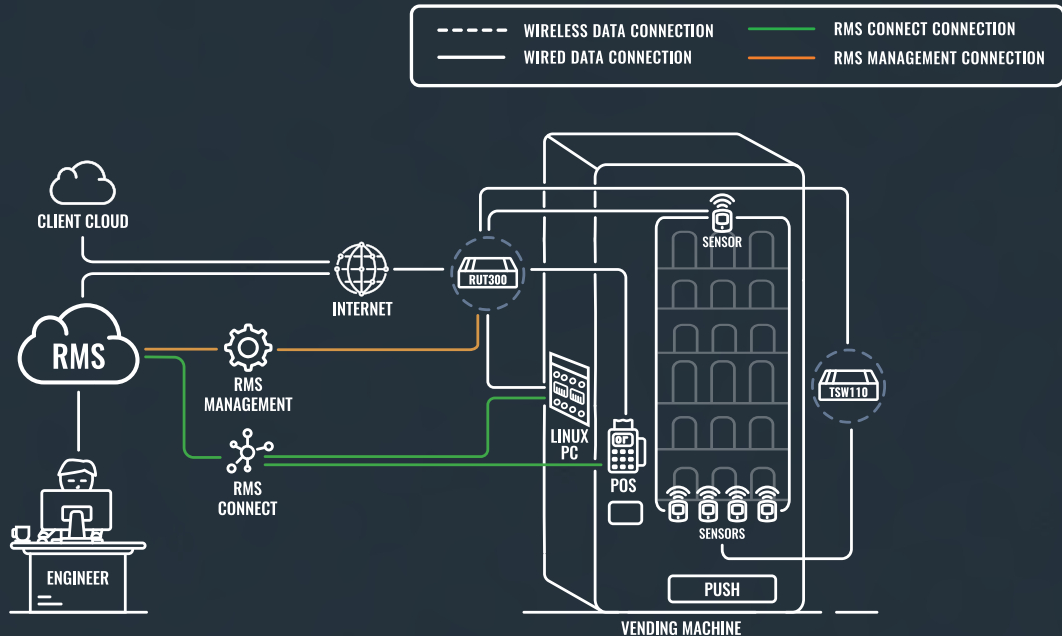 WIRELESS DATA CONNECTION
WIRED DATA CONNECTION
RMS CONNECT CONNECTION
RMS MANAGEMENT CONNECTION
CLIENT CLOUD
INTERNET
RUT300
SENSOR
RMS
RMS
MANAGEMENT
RMS
CONNECT
LINUX
PC
or
POS
TSW110
SENSORS
ENGINEER
PUSH
VENDING MACHINE